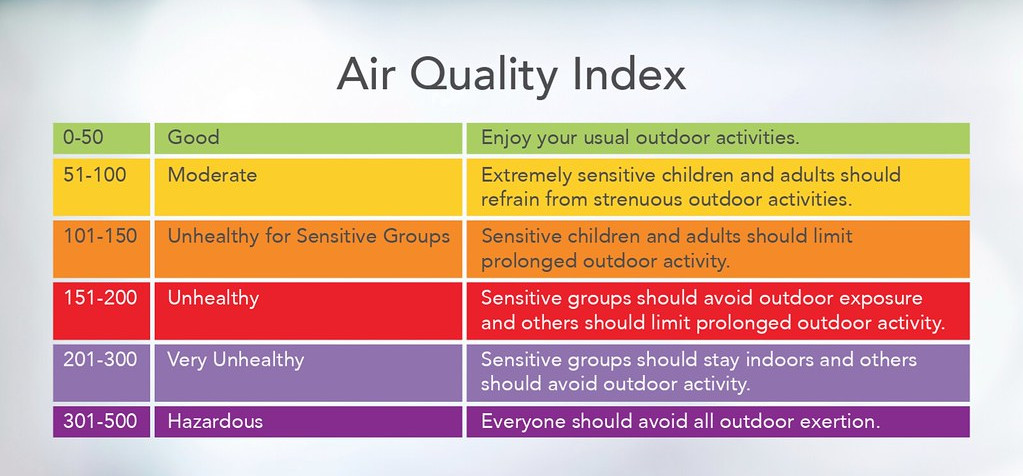 Air Quality Index
0-50 Good Enjoy your usual outdoor activities.
51-100 Moderate Extremely sensitive children and adults should
refrain from strenuous outdoor activities.
101-150 Unhealthy for Sensitive Groups Sensitive children and adults should limit
prolonged outdoor activity.
151-200 Unhealthy Sensitive groups should avoid outdoor exposure
and others should limit prolonged outdoor activity.
201-300 Very Unhealthy Sensitive groups should stay indoors and others
should avoid outdoor activity.
301-500 Hazardous Everyone should avoid all outdoor exertion.